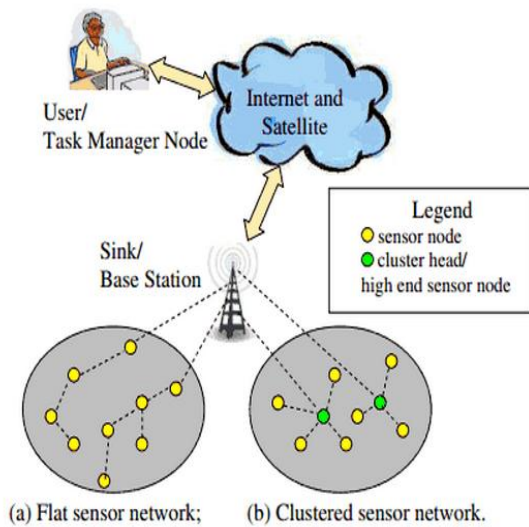 User/
Task Manager Node
Internet and
Satellite
Legend
sensor node
cluster head/
high end sensor node
Sink/
Base Station
(a) Flat sensor network;
(b) Clustered sensor network.